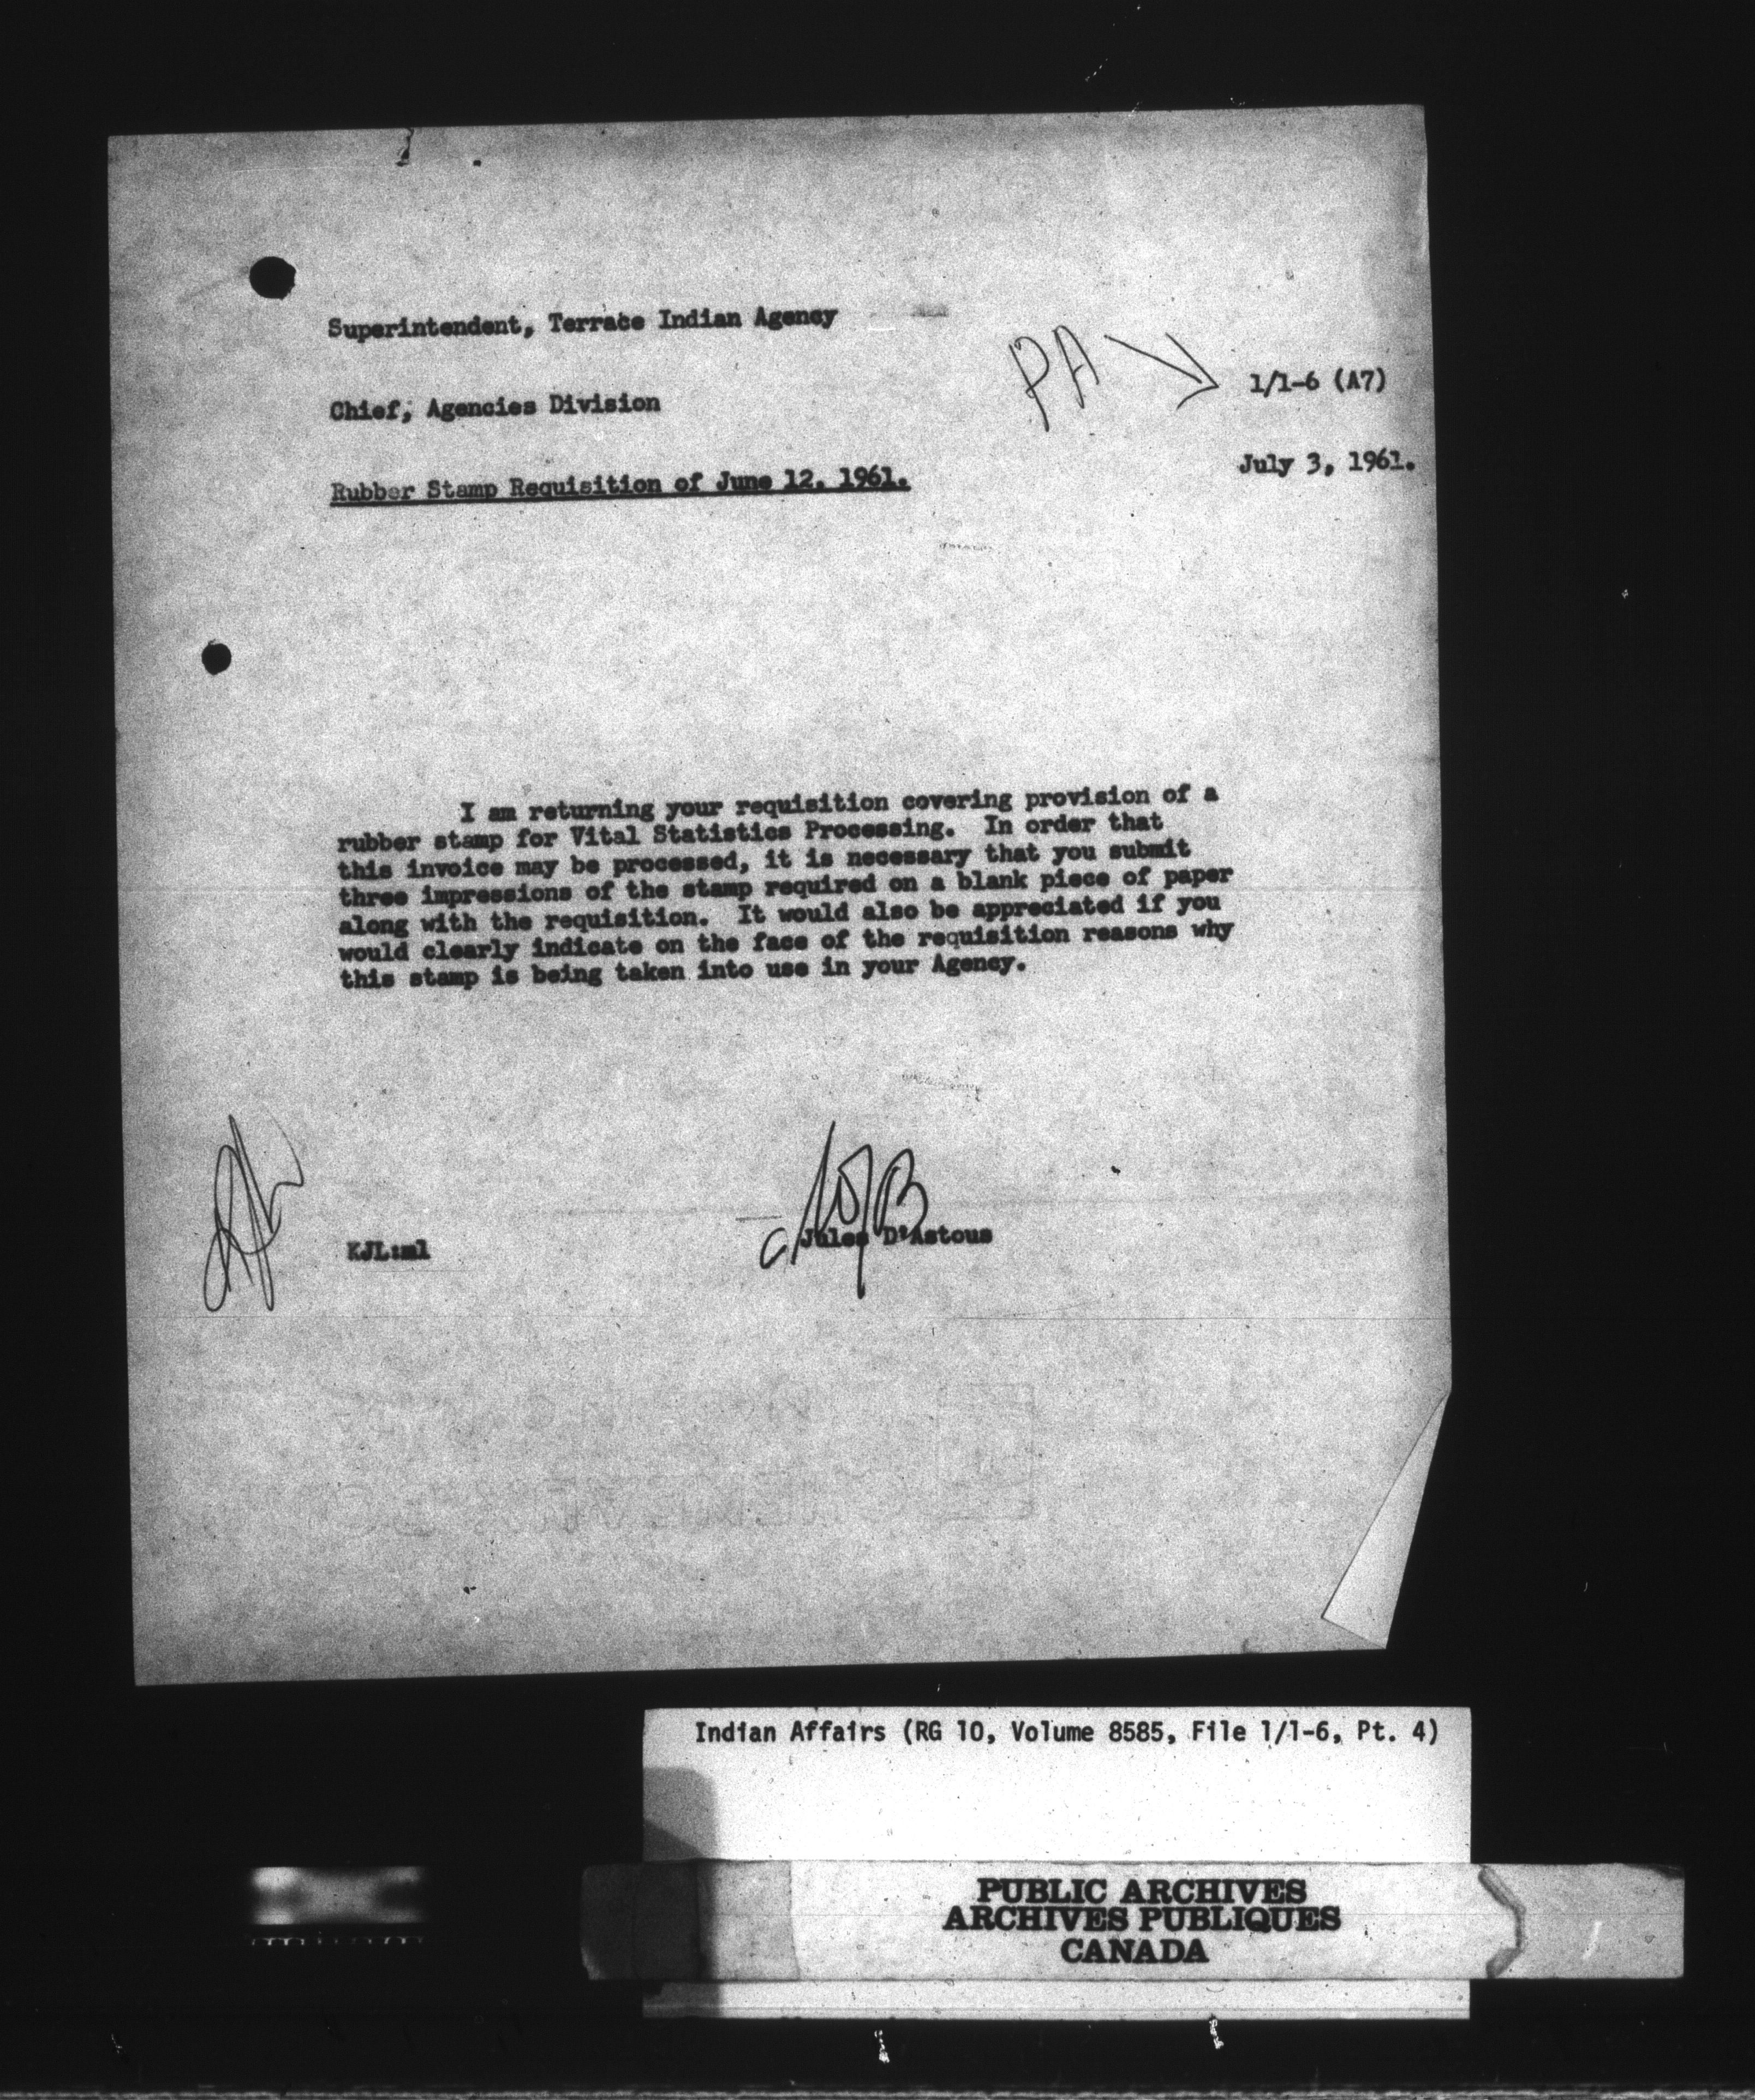 Superintendent, Terrace Indian Agency
PA
1/1-6 (A7)
Chief, Agencies Division
July 3, 1961.
Rubber Stamp Requisition of June 12, 1961.
I am returning your requisition covering provision of a
rubber stamp for Vital Statistics Processing. In order that
this invoice may be processed, it is necessary that you submit
three impressions of the stamp required on a blank piece of paper
along with the requisition. It would also be appreciated if you
would clearly indicate on the face of the requisition reasons why
this stamp is being taken into use in your Agency.
Jules D'Astous
KJL:ml
Indian Affairs (RG 10, Volume 8585, File 1/1-6, Pt. 4)
PUBLIC ARCHIVES
ARCHIVES PUBLIQUES
CANADA